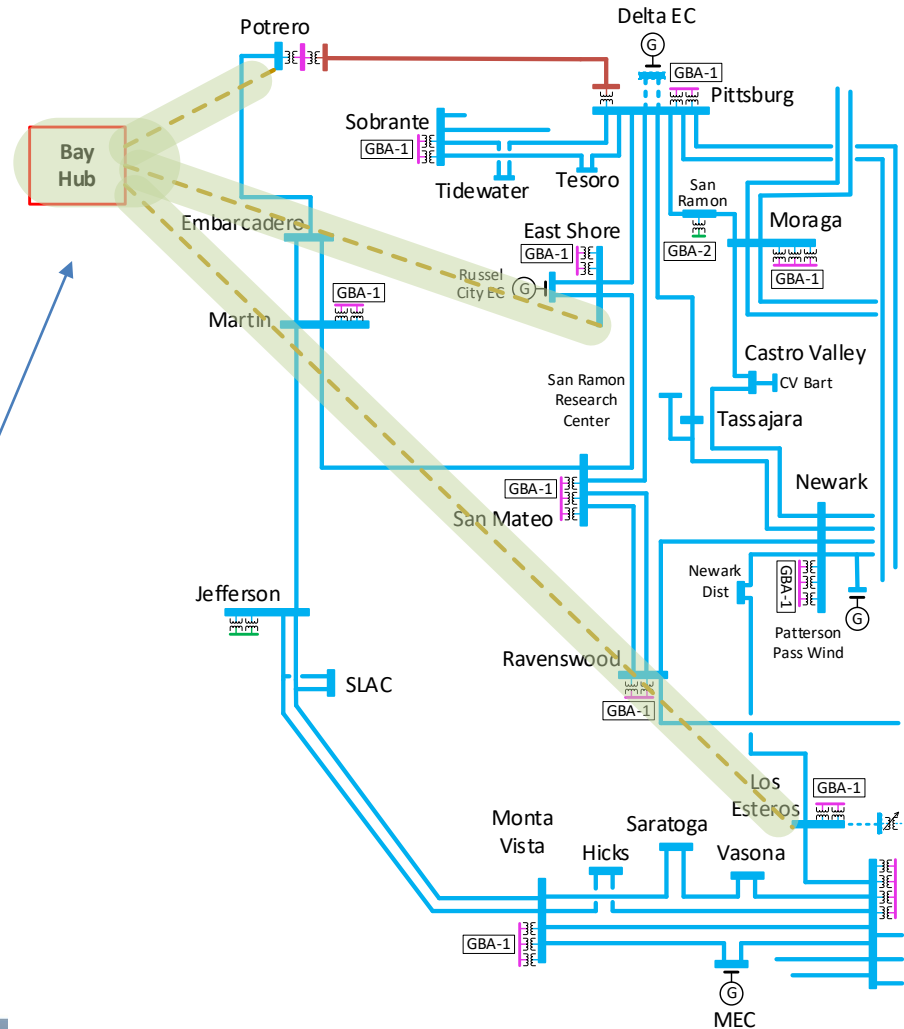 Delta EC
Potrero
G
GBA-1
Pittsburg
Sobrante
GBA-1
Tidewater
Tesoro
San
Ramon
GBA-2
Moraga
GBA-1
Bay
Hub
Embarcadero
East Shore
GBA-1
Russel
City EC
G
GBA-1
Martin
Castro Valley
CV Bart
San Ramon
Research
Center
Tassajara
Newark
GBA-1
San Mateo
GBA-1
Newark
Dist
G
Patterson
Pass Wind
Jefferson
SLAC
Ravenswood
GBA-1
Los
Esteros
GBA-1
Monta
Vista
Hicks
Saratoga
Vasona
GBA-1
G
MEC